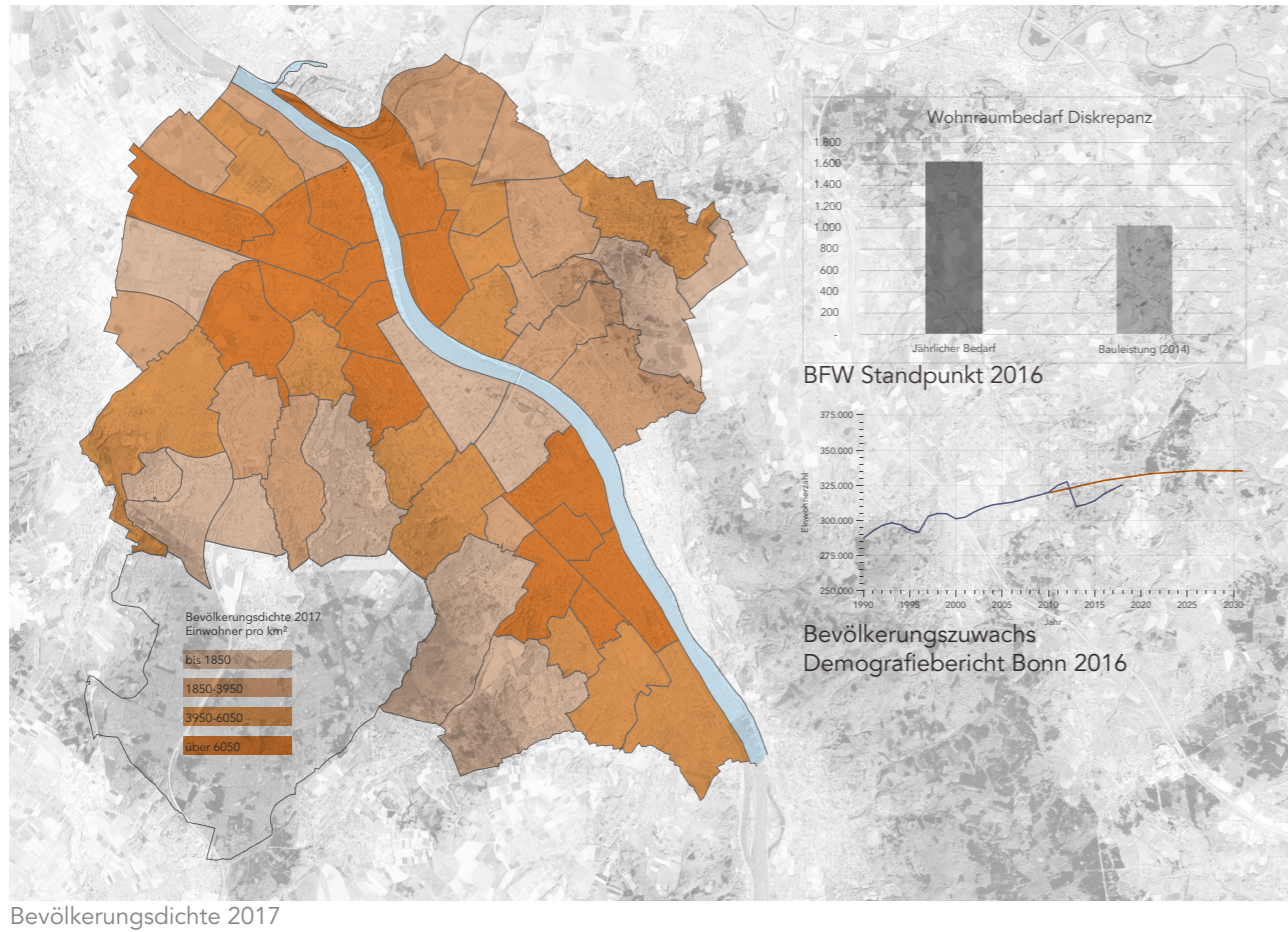 Wohnraumbedarf Diskrepanz
1.800
1.600
1.400
1.200
1.000
800
600
400
200
-
Jährlicher Bedarf
Bauleistung (2014)
BFW Standpunkt 2016
375.000
350.000
325.000
300.000
275.000
250.000
Einwohnerzahl
1990
1995
2000
2005
2010
2015
2020
2025
2030
Jahr
Bevölkerungszuwachs
Demografiebericht Bonn 2016
Bevölkerungsdichte 2017
Einwohner pro km²
bis 1850
1850-3950
3950-6050
über 6050
Bevölkerungsdichte 2017